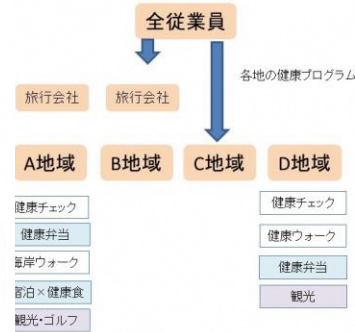 全従業員
各地の健康プログラム
旅行会社
旅行会社
A地域
B地域
C地域
D地域
健康チェック
健康弁当
海岸ウォーク
宿泊×健康食
観光・ゴルフ
健康チェック
健康ウォーク
健康弁当
観光